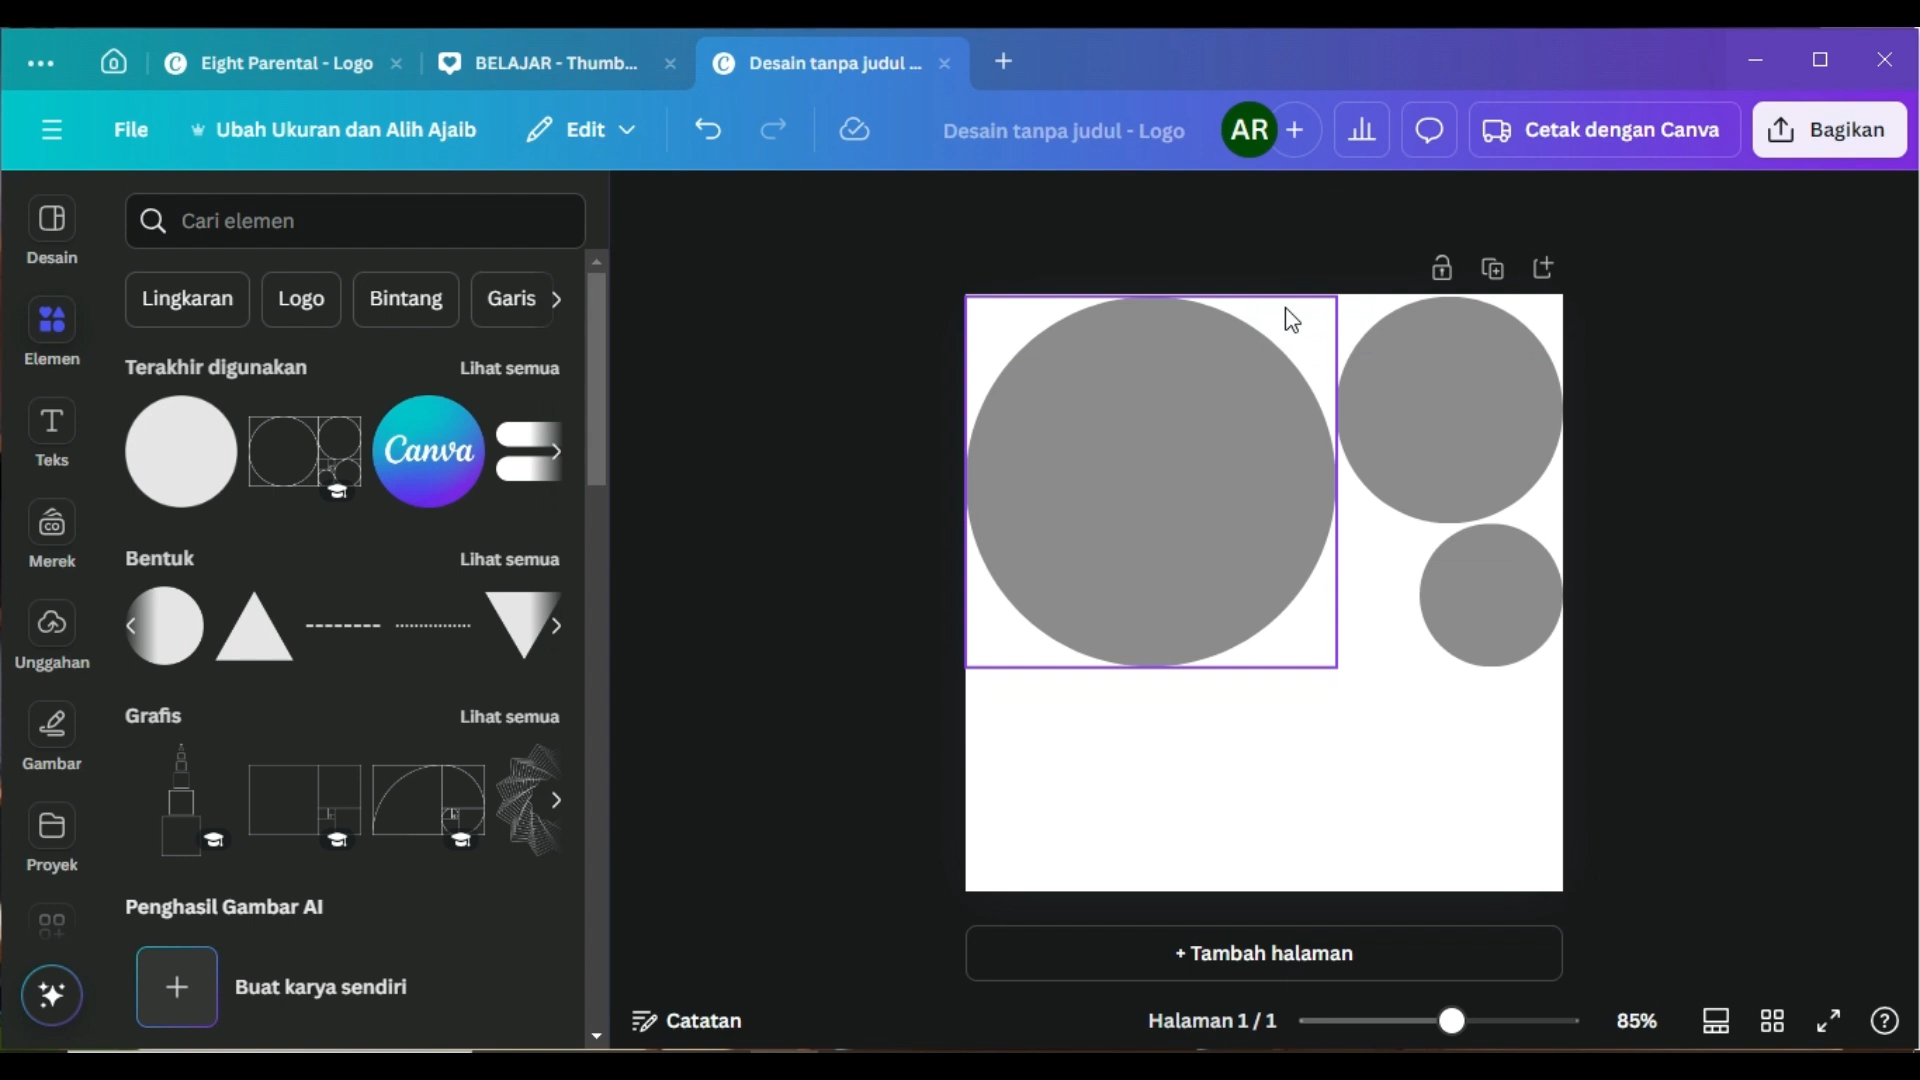 Eight Parental - Logo
BELAJAR - Thumb...
Desain tanpa judul ...
File
Ubah Ukuran dan Alih Ajaib
Edit
Desain tanpa judul - Logo
AR
Cetak dengan Canva
Bagikan
Desain
Elemen
Teks
Merek
Unggahan
Gambar
Proyek
Cari elemen
Lingkaran
Logo
Bintang
Garis
Terakhir digunakan
Lihat semua
Canva
Bentuk
Lihat semua
Grafis
Lihat semua
Penghasil Gambar AI
Buat karya sendiri
+ Tambah halaman
Catatan
Halaman 1 / 1
85%